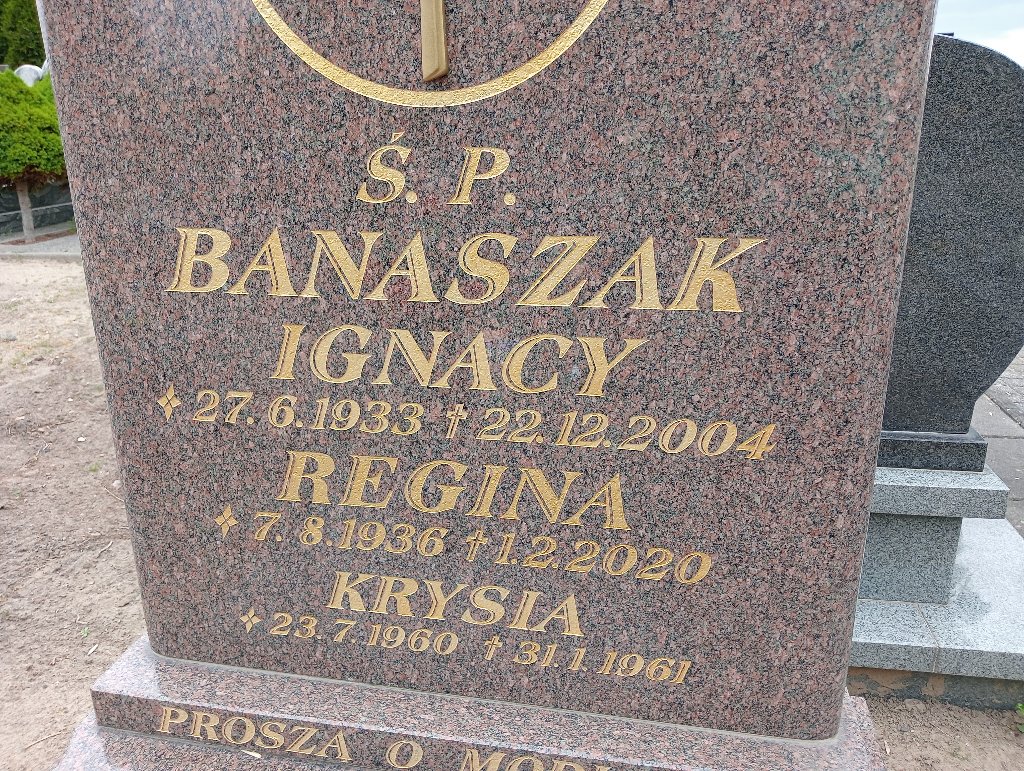 Ś. P.
BANASZAK
IGNACY
27.6.1933 † 22.12.2004
REGINA
7.8.1936 † 1.2.2020
KRYSIA
23.7.1960 † 31.1.1961
PROSZĄ O